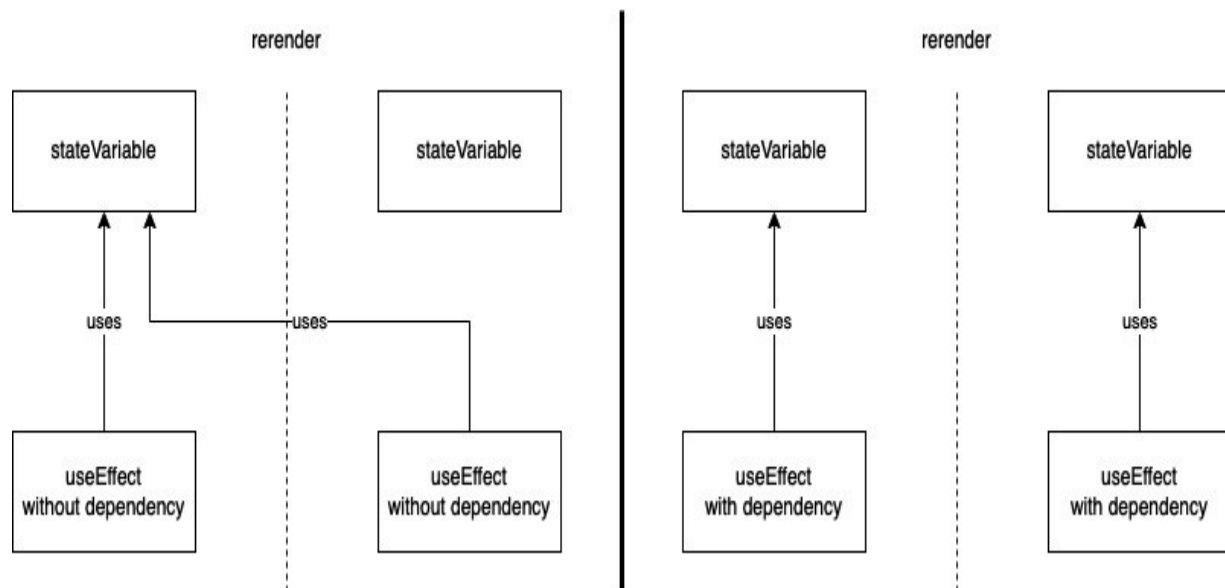 rerender
rerender
stateVariable
stateVariable
stateVariable
stateVariable
uses
uses
uses
uses
useEffect
without dependency
useEffect
without dependency
useEffect
with dependency
useEffect
with dependency